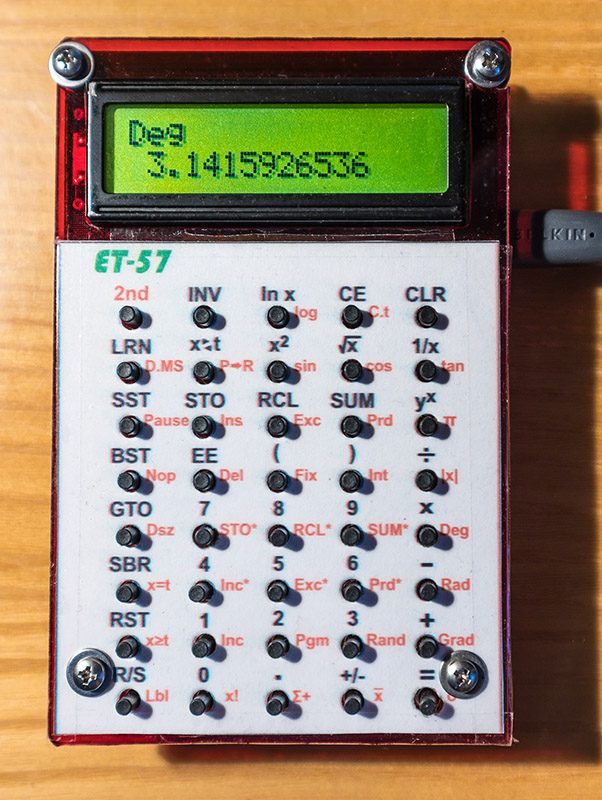 Deg
3.1415926536
ELKIN
ET-57
2nd INV ln x CE CLR
log C.t
LRN x⇆t x² √x 1/x
D.MS P➡R sin cos tan
SST STO RCL SUM yˣ
Pause Ins Exc Prd π
BST EE ( ) ÷
Nop Del Fix Int |x|
GTO 7 8 9 x
Dsz STO* RCL* SUM* Deg
SBR 4 5 6 -
x=t Inc* Exc* Prd* Rad
RST 1 2 3 +
x≥t Inc Pgm Rand Grad
R/S 0 . +/- =
Lbl x! Σ+ x̅